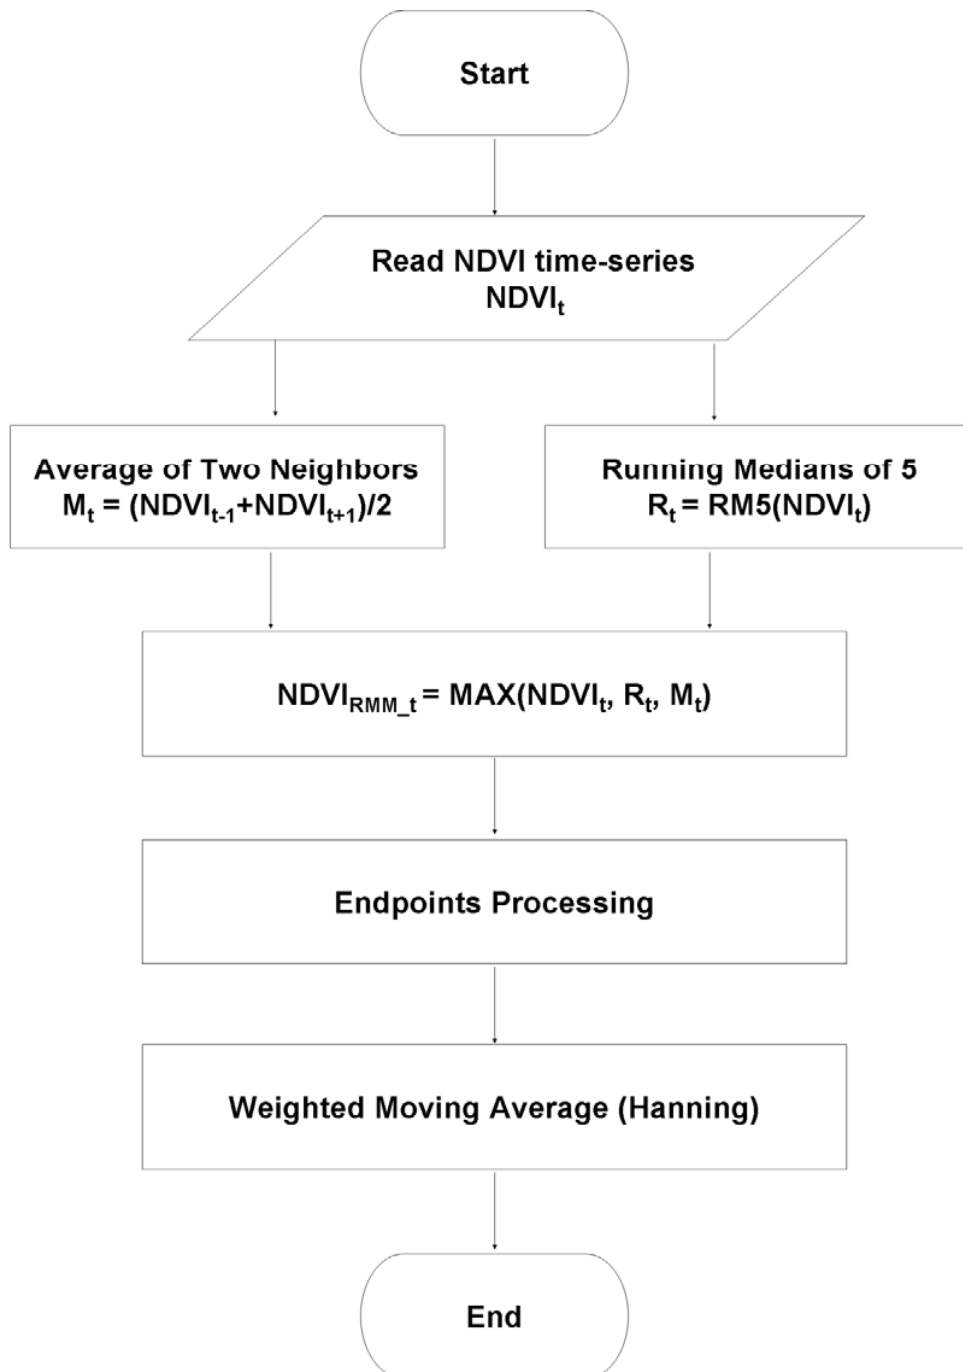 Start
Read NDVI time-series
NDVIₜ
Average of Two Neighbors
Mₜ = (NDVIₜ₋₁+NDVIₜ₊₁)/2
Running Medians of 5
Rₜ = RM5(NDVIₜ)
NDVI_RMM_t = MAX(NDVIₜ, Rₜ, Mₜ)
Endpoints Processing
Weighted Moving Average (Hanning)
End